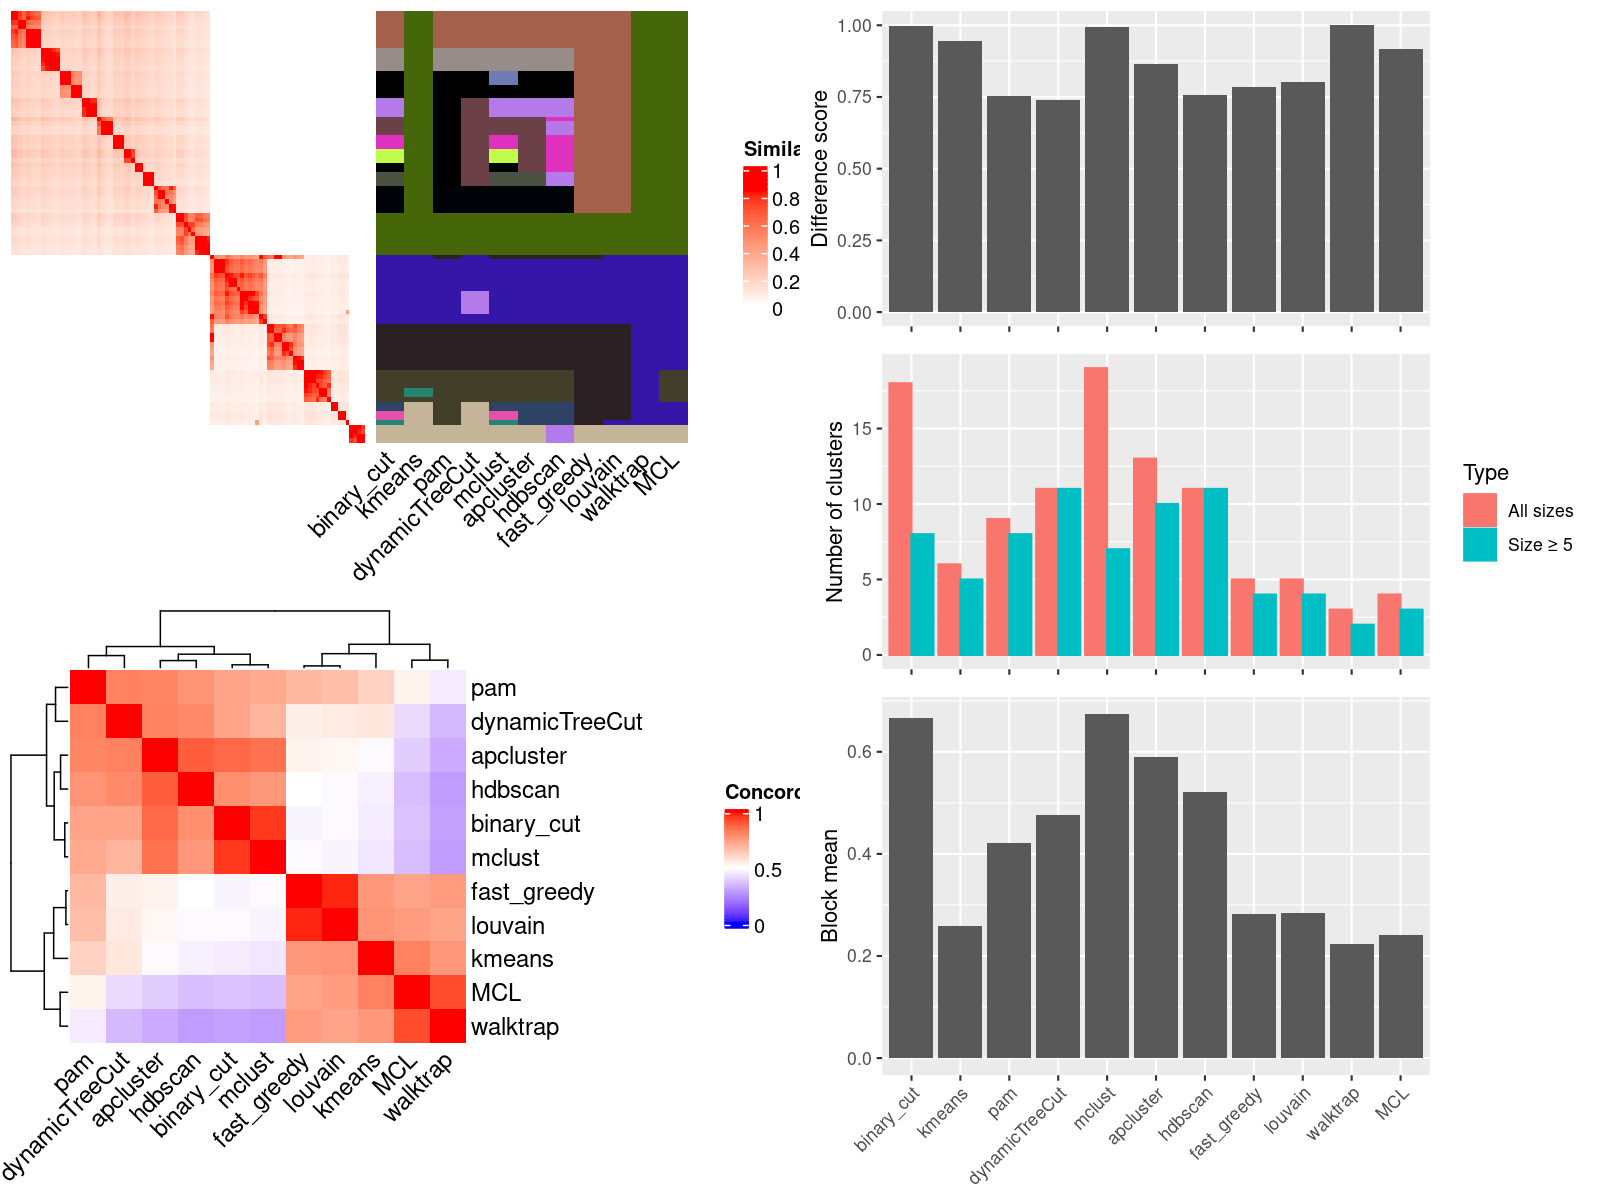 Simila
1
0.8
0.6
0.4
0.2
0
binary_cut
kmeans
pam
dynamicTreeCut
mclust
apcluster
hdbscan
fast_greedy
louvain
walktrap
MCL
pam
dynamicTreeCut
apcluster
hdbscan
binary_cut
mclust
fast_greedy
louvain
kmeans
MCL
walktrap
pam
dynamicTreeCut
apcluster
hdbscan
binary_cut
mclust
fast_greedy
louvain
kmeans
MCL
walktrap
Concord
1
0.5
0
Difference score
1.00
0.75
0.50
0.25
0.00
Number of clusters
15
10
5
0
Type
All sizes
Size ≥ 5
Block mean
0.6
0.4
0.2
0.0
binary_cut
kmeans
pam
dynamicTreeCut
mclust
apcluster
hdbscan
fast_greedy
louvain
walktrap
MCL